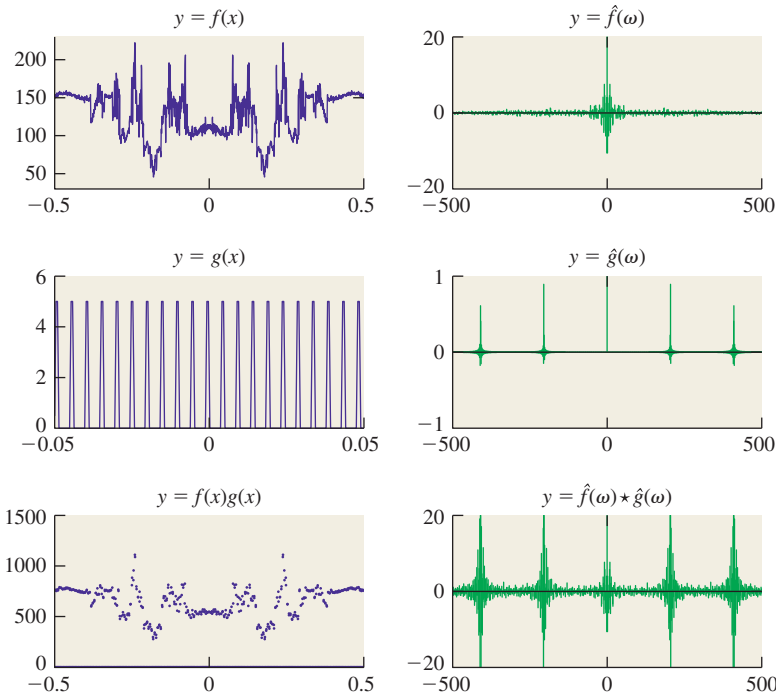 y = f(x)
200
150
100
50
−0.5 0 0.5
y = f̂(ω)
20
0
−20
−500 0 500
y = g(x)
6
4
2
0
−0.05 0 0.05
y = ĝ(ω)
1
0
−1
−500 0 500
y = f(x)g(x)
1500
1000
500
0
−0.5 0 0.5
y = f̂(ω)⋆ĝ(ω)
20
0
−20
−500 0 500